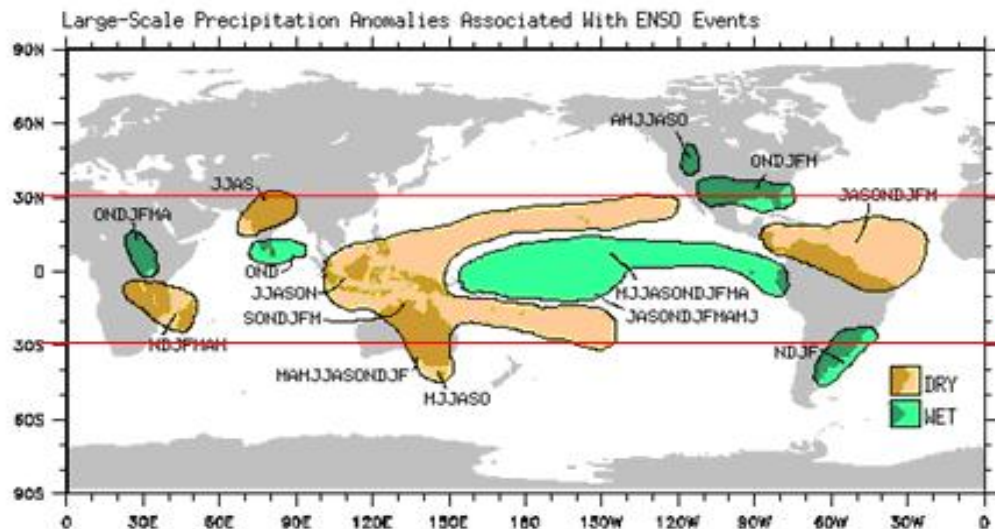 Large-Scale Precipitation Anomalies Associated With ENSO Events
90N
60N
AMJJASO
ONDJFM
JJAS
30N
JASONDJFM
ONDJFMA
OND
0
JJASON
MJJASONDJFMA
SONDJFM
JASONDJFMAMJ
NDJFMAM
NDJF
30S
MAMJJASONDJF
MJJASO
DRY
WET
60S
90S
0 30E 60E 90E 120E 150E 180 150W 120W 90W 60W 30W